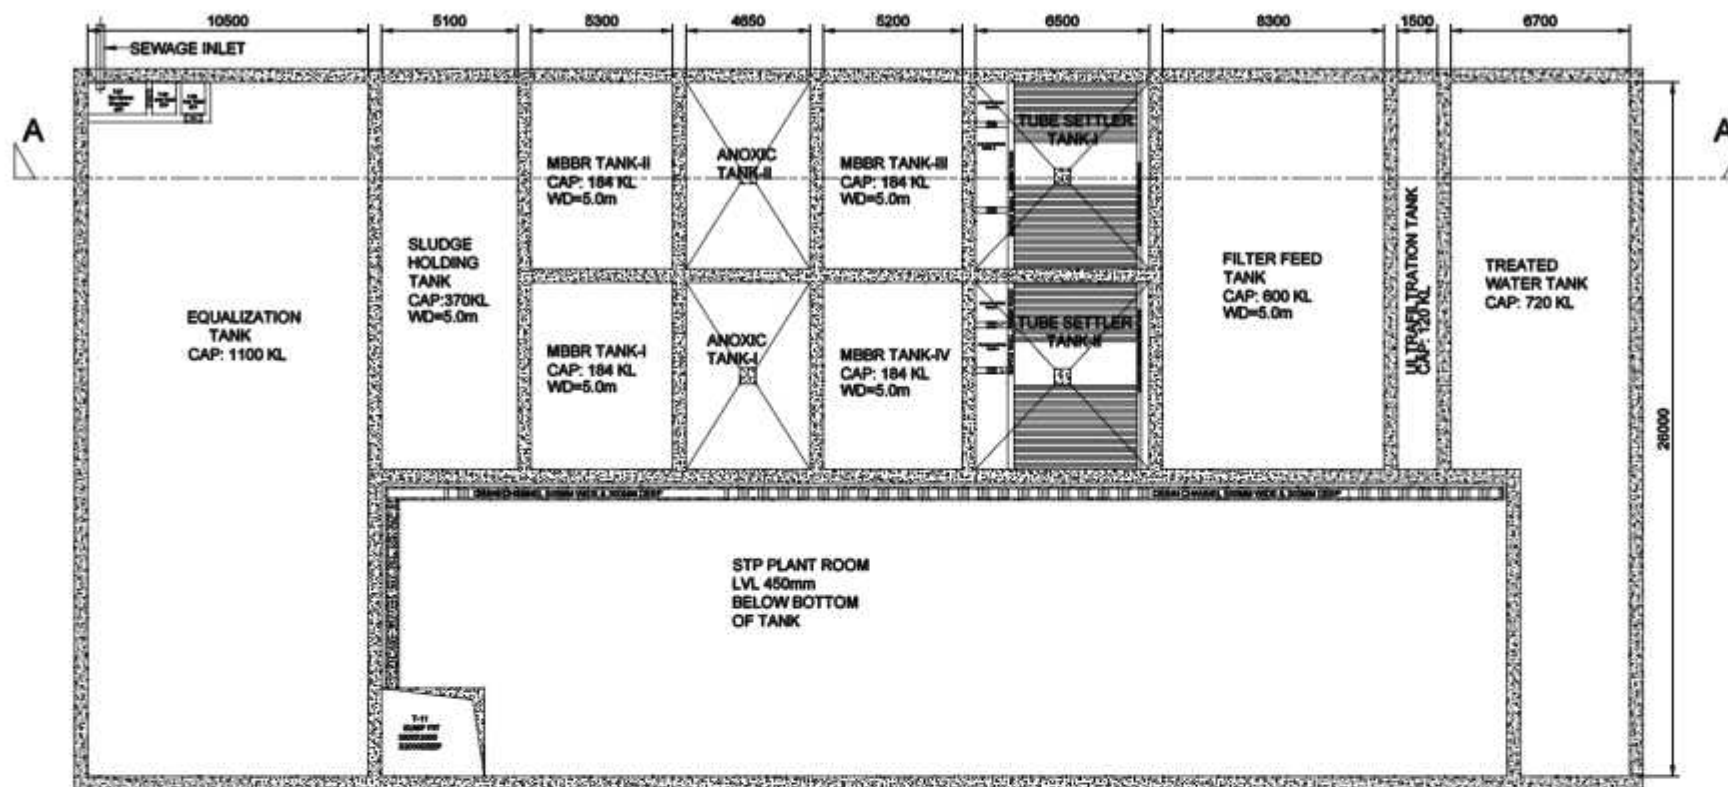 10500
5100
5300
4650
5200
6500
8300
1500
6700
SEWAGE INLET
A
A
EQUALIZATION
TANK
CAP: 1100 KL
SLUDGE
HOLDING
TANK
CAP:370KL
WD=5.0m
MBBR TANK-II
CAP: 184 KL
WD=5.0m
ANOXIC
TANK-II
MBBR TANK-III
CAP: 184 KL
WD=5.0m
TUBE SETTLER
TANK-I
MBBR TANK-I
CAP: 184 KL
WD=5.0m
ANOXIC
TANK-I
MBBR TANK-IV
CAP: 184 KL
WD=5.0m
TUBE SETTLER
TANK-II
FILTER FEED
TANK
CAP: 600 KL
WD=5.0m
ULTRAFILTRATION TANK
CAP: 120 KL
TREATED
WATER TANK
CAP: 720 KL
26000
STP PLANT ROOM
LVL 450mm
BELOW BOTTOM
OF TANK
T-11
SUMP PIT